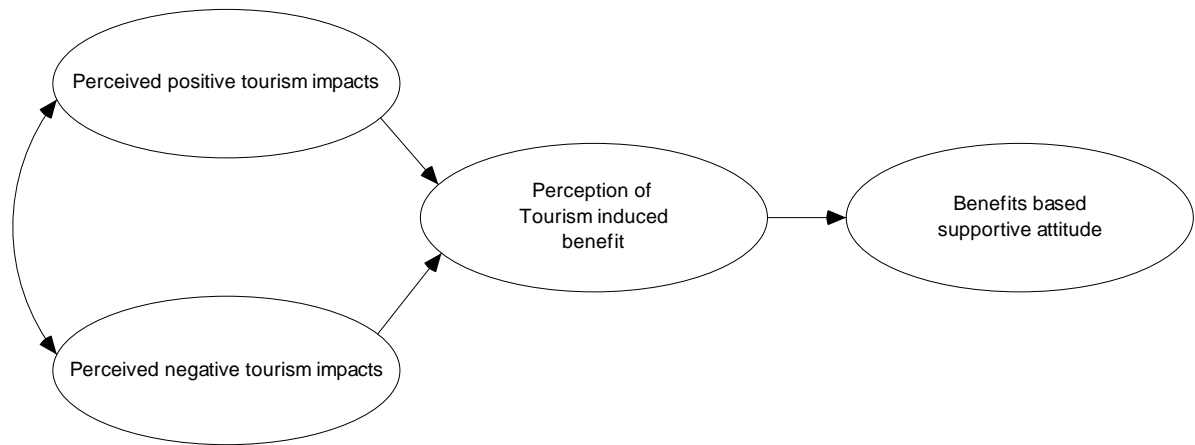 Perceived positive tourism impacts
Perception of
Tourism induced
benefit
Benefits based
supportive attitude
Perceived negative tourism impacts